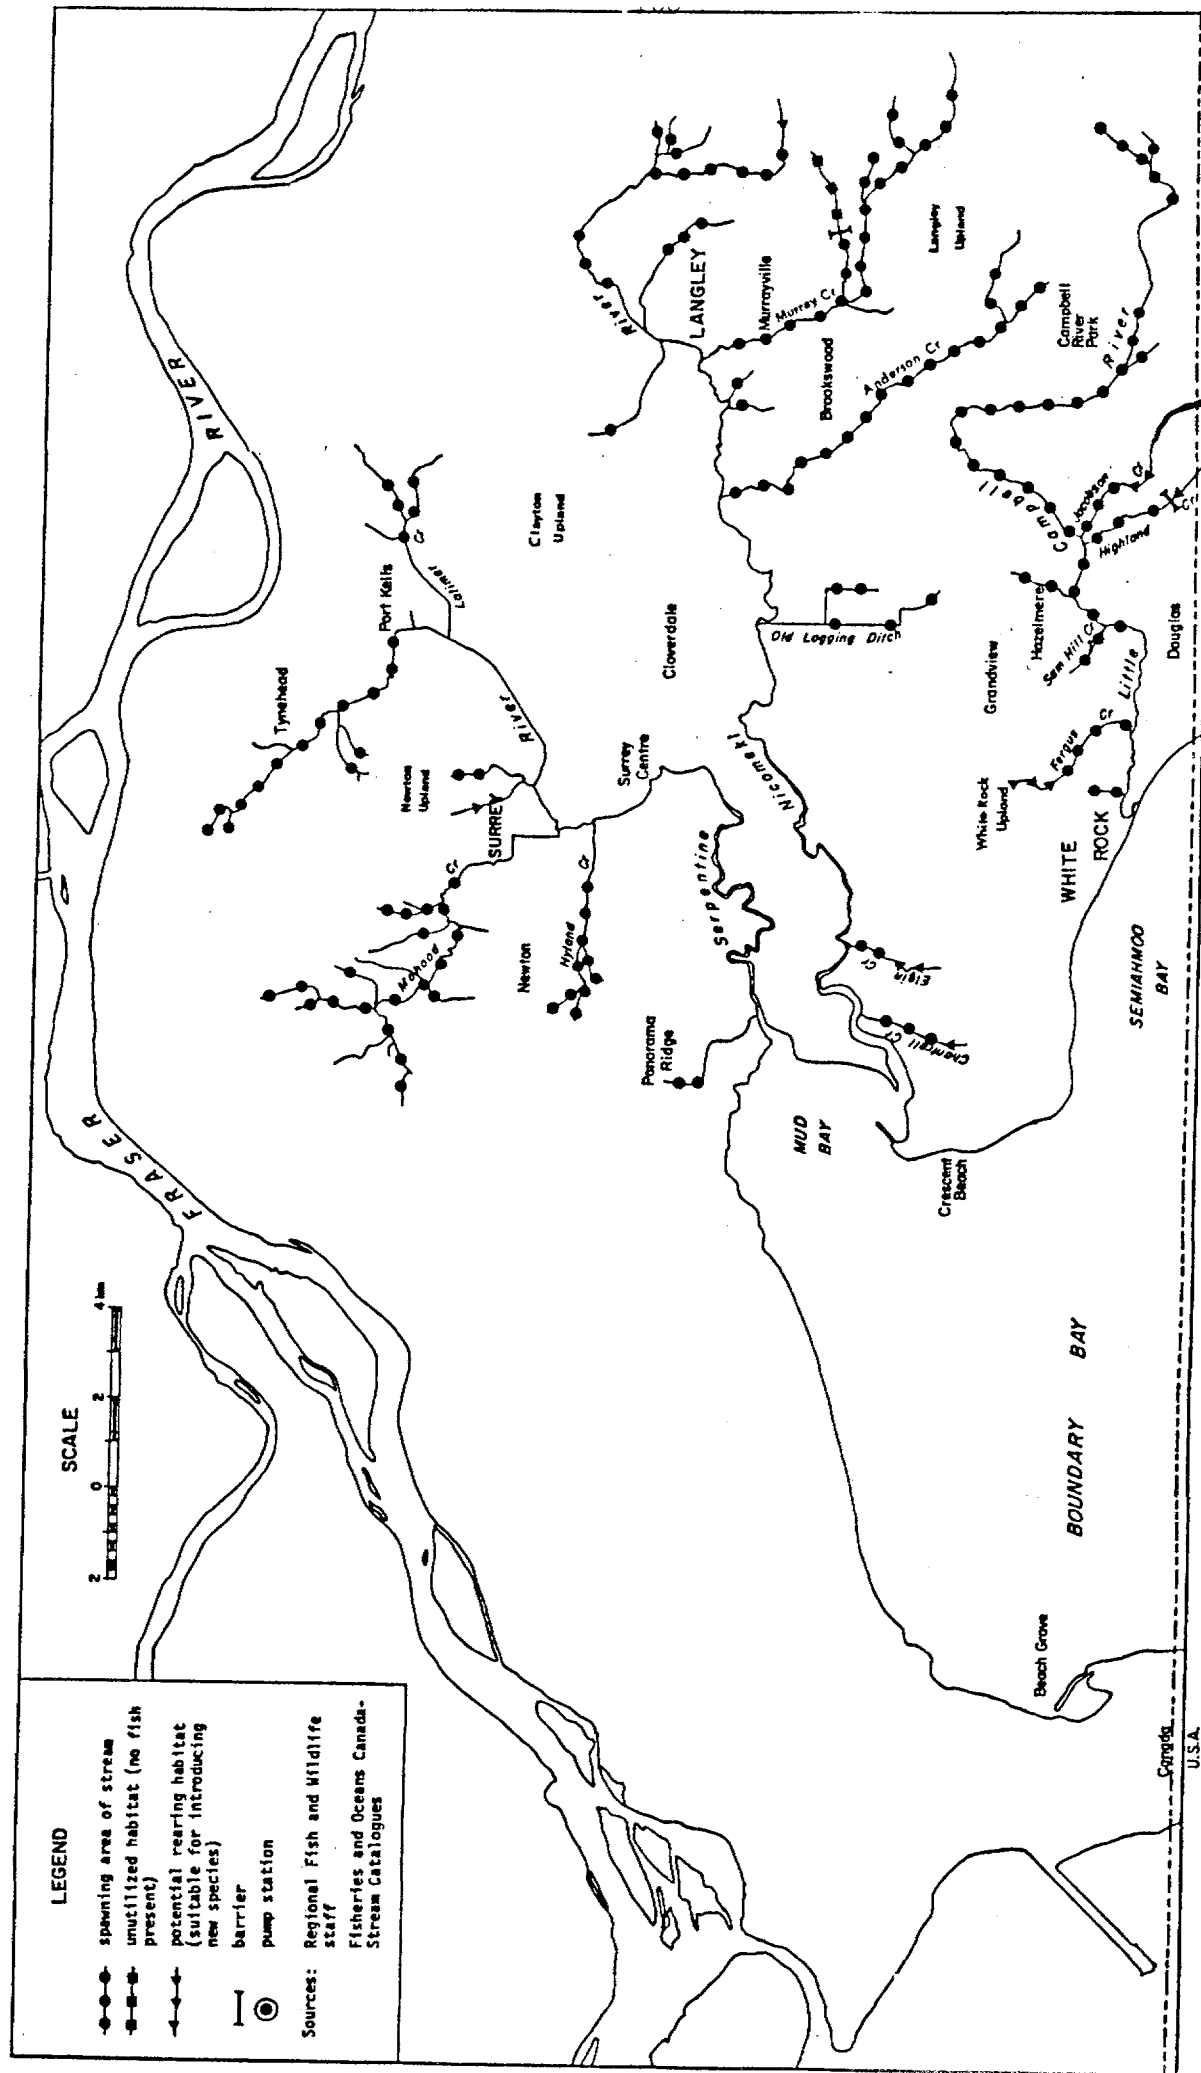 LEGEND
spawning area of stream
unutilized habitat (no fish
present)
potential rearing habitat
(suitable for introducing
new species)
barrier
pump station
Sources: Regional Fish and Wildlife
staff
Fisheries and Oceans Canada-
Stream Catalogues
SCALE
2 0 2 4 km
FRASER
RIVER
RIVER
Tynehead
Port Kells
Latimer
Cr
Clayton
Upland
River
Newton
Upland
SURREY
Cr
Mahood
Newton
Hyland
Cr
Surrey
Centre
Cloverdale
Panorama
Ridge
Serpentine
Nicomekl
River
LANGLEY
Murrayville
Murray Cr
Brookswood
Anderson Cr
Langley
Upland
Campbell
River
Park
Old Logging Ditch
MUD
BAY
Chantrell Cr
Elgin
Cr
Crescent
Beach
Grandview
Hazelmere
Campbell
River
Jacobson
Cr
Highland
Cr
Sam Hill Cr
Little
Douglas
Fergus
Cr
White Rock
Upland
WHITE
ROCK
SEMIAHMOO
BAY
BOUNDARY BAY
Beach Grove
Canada
U.S.A.